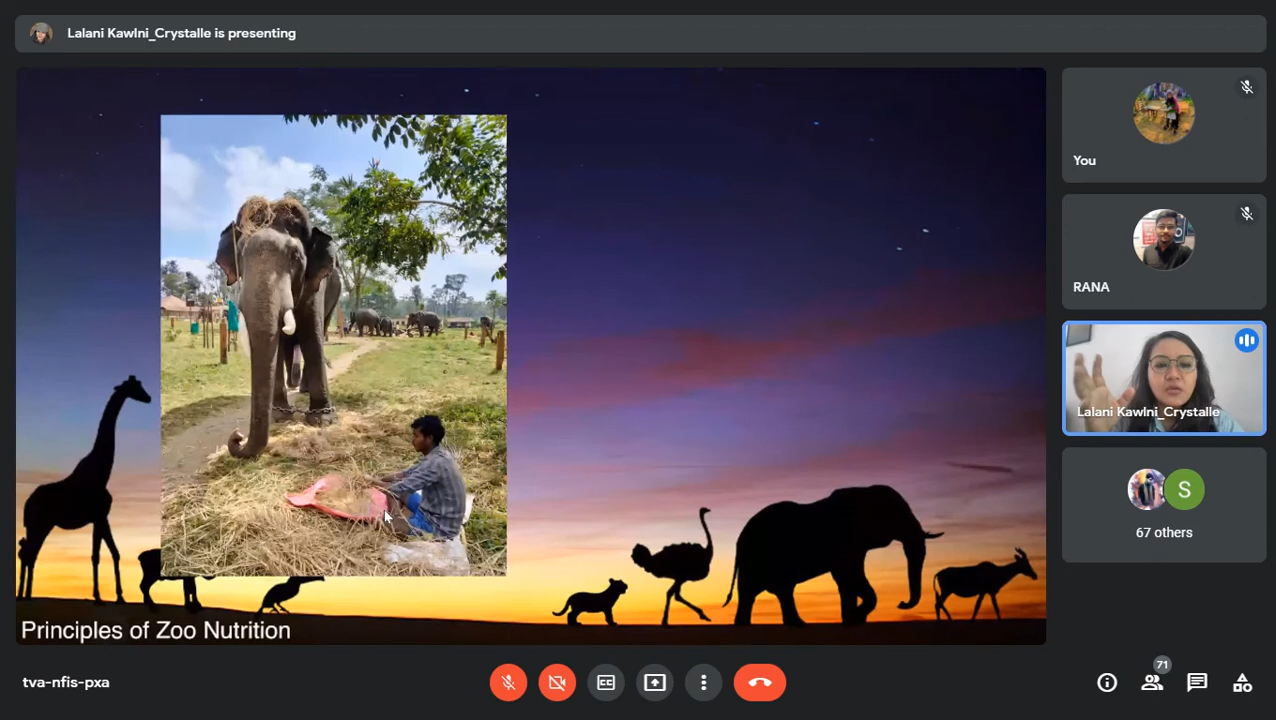 Lalani Kawlni_Crystalle is presenting
You
RANA
Lalani Kawlni_Crystalle
S
67 others
Principles of Zoo Nutrition
tva-nfis-pxa
CC
71